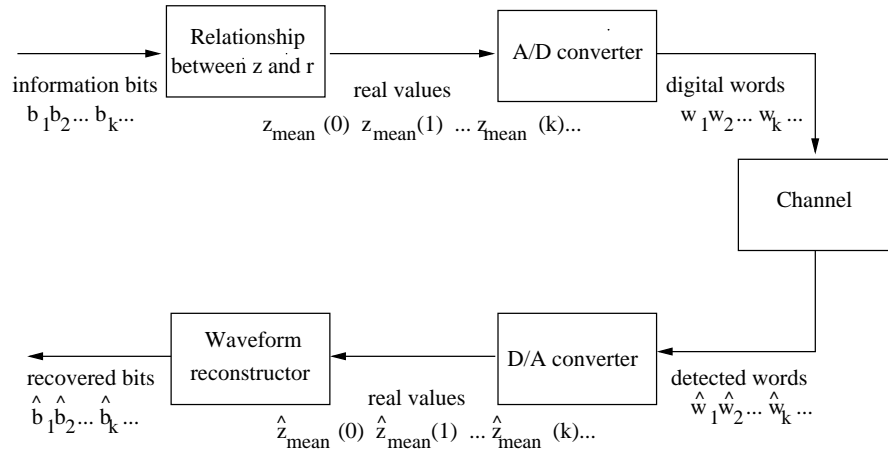 Relationship
between z and r
A/D converter
information bits
b1b2... bk...
real values
zmean (0) zmean(1) ... zmean (k)...
digital words
w1w2... wk ...
Channel
Waveform
reconstructor
D/A converter
recovered bits
b̂1b̂2... b̂k...
real values
ẑmean (0) ẑmean(1) ... ẑmean (k)...
detected words
ŵ1ŵ2... ŵk ...